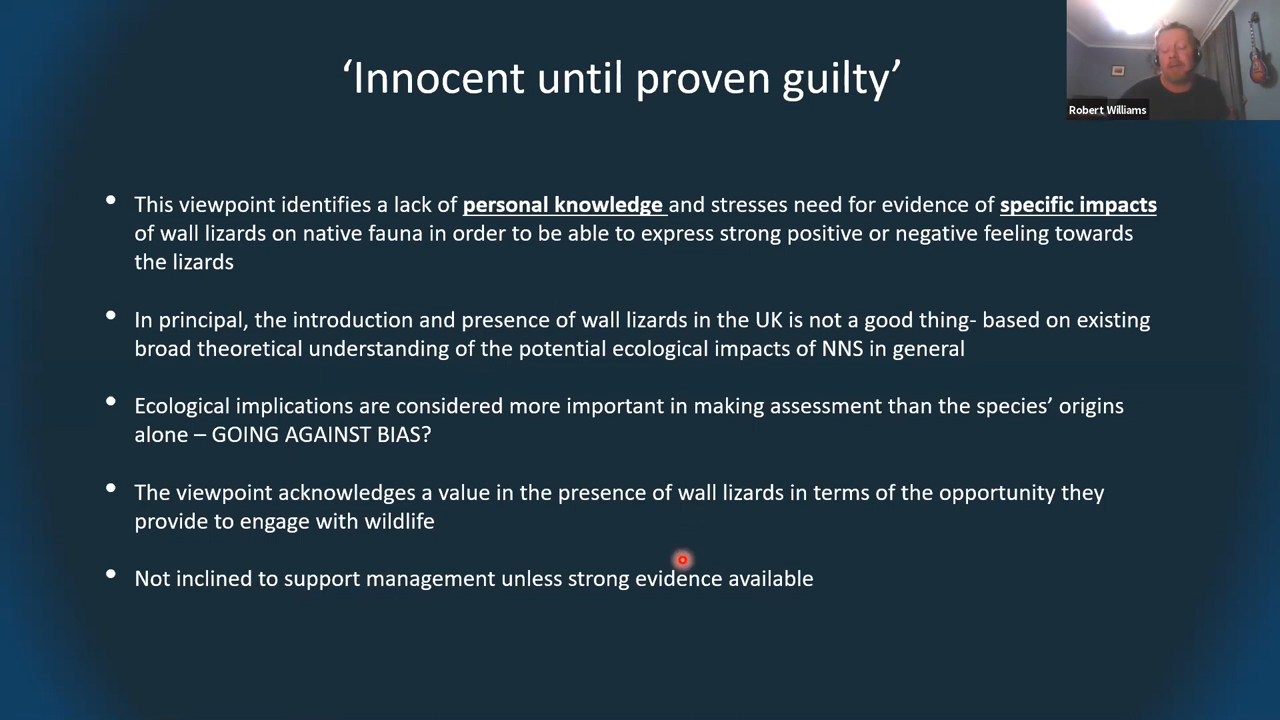 ‘Innocent until proven guilty’
Robert Williams
• This viewpoint identifies a lack of personal knowledge and stresses need for evidence of specific impacts
of wall lizards on native fauna in order to be able to express strong positive or negative feeling towards
the lizards
• In principal, the introduction and presence of wall lizards in the UK is not a good thing- based on existing
broad theoretical understanding of the potential ecological impacts of NNS in general
• Ecological implications are considered more important in making assessment than the species’ origins
alone – GOING AGAINST BIAS?
• The viewpoint acknowledges a value in the presence of wall lizards in terms of the opportunity they
provide to engage with wildlife
• Not inclined to support management unless strong evidence available